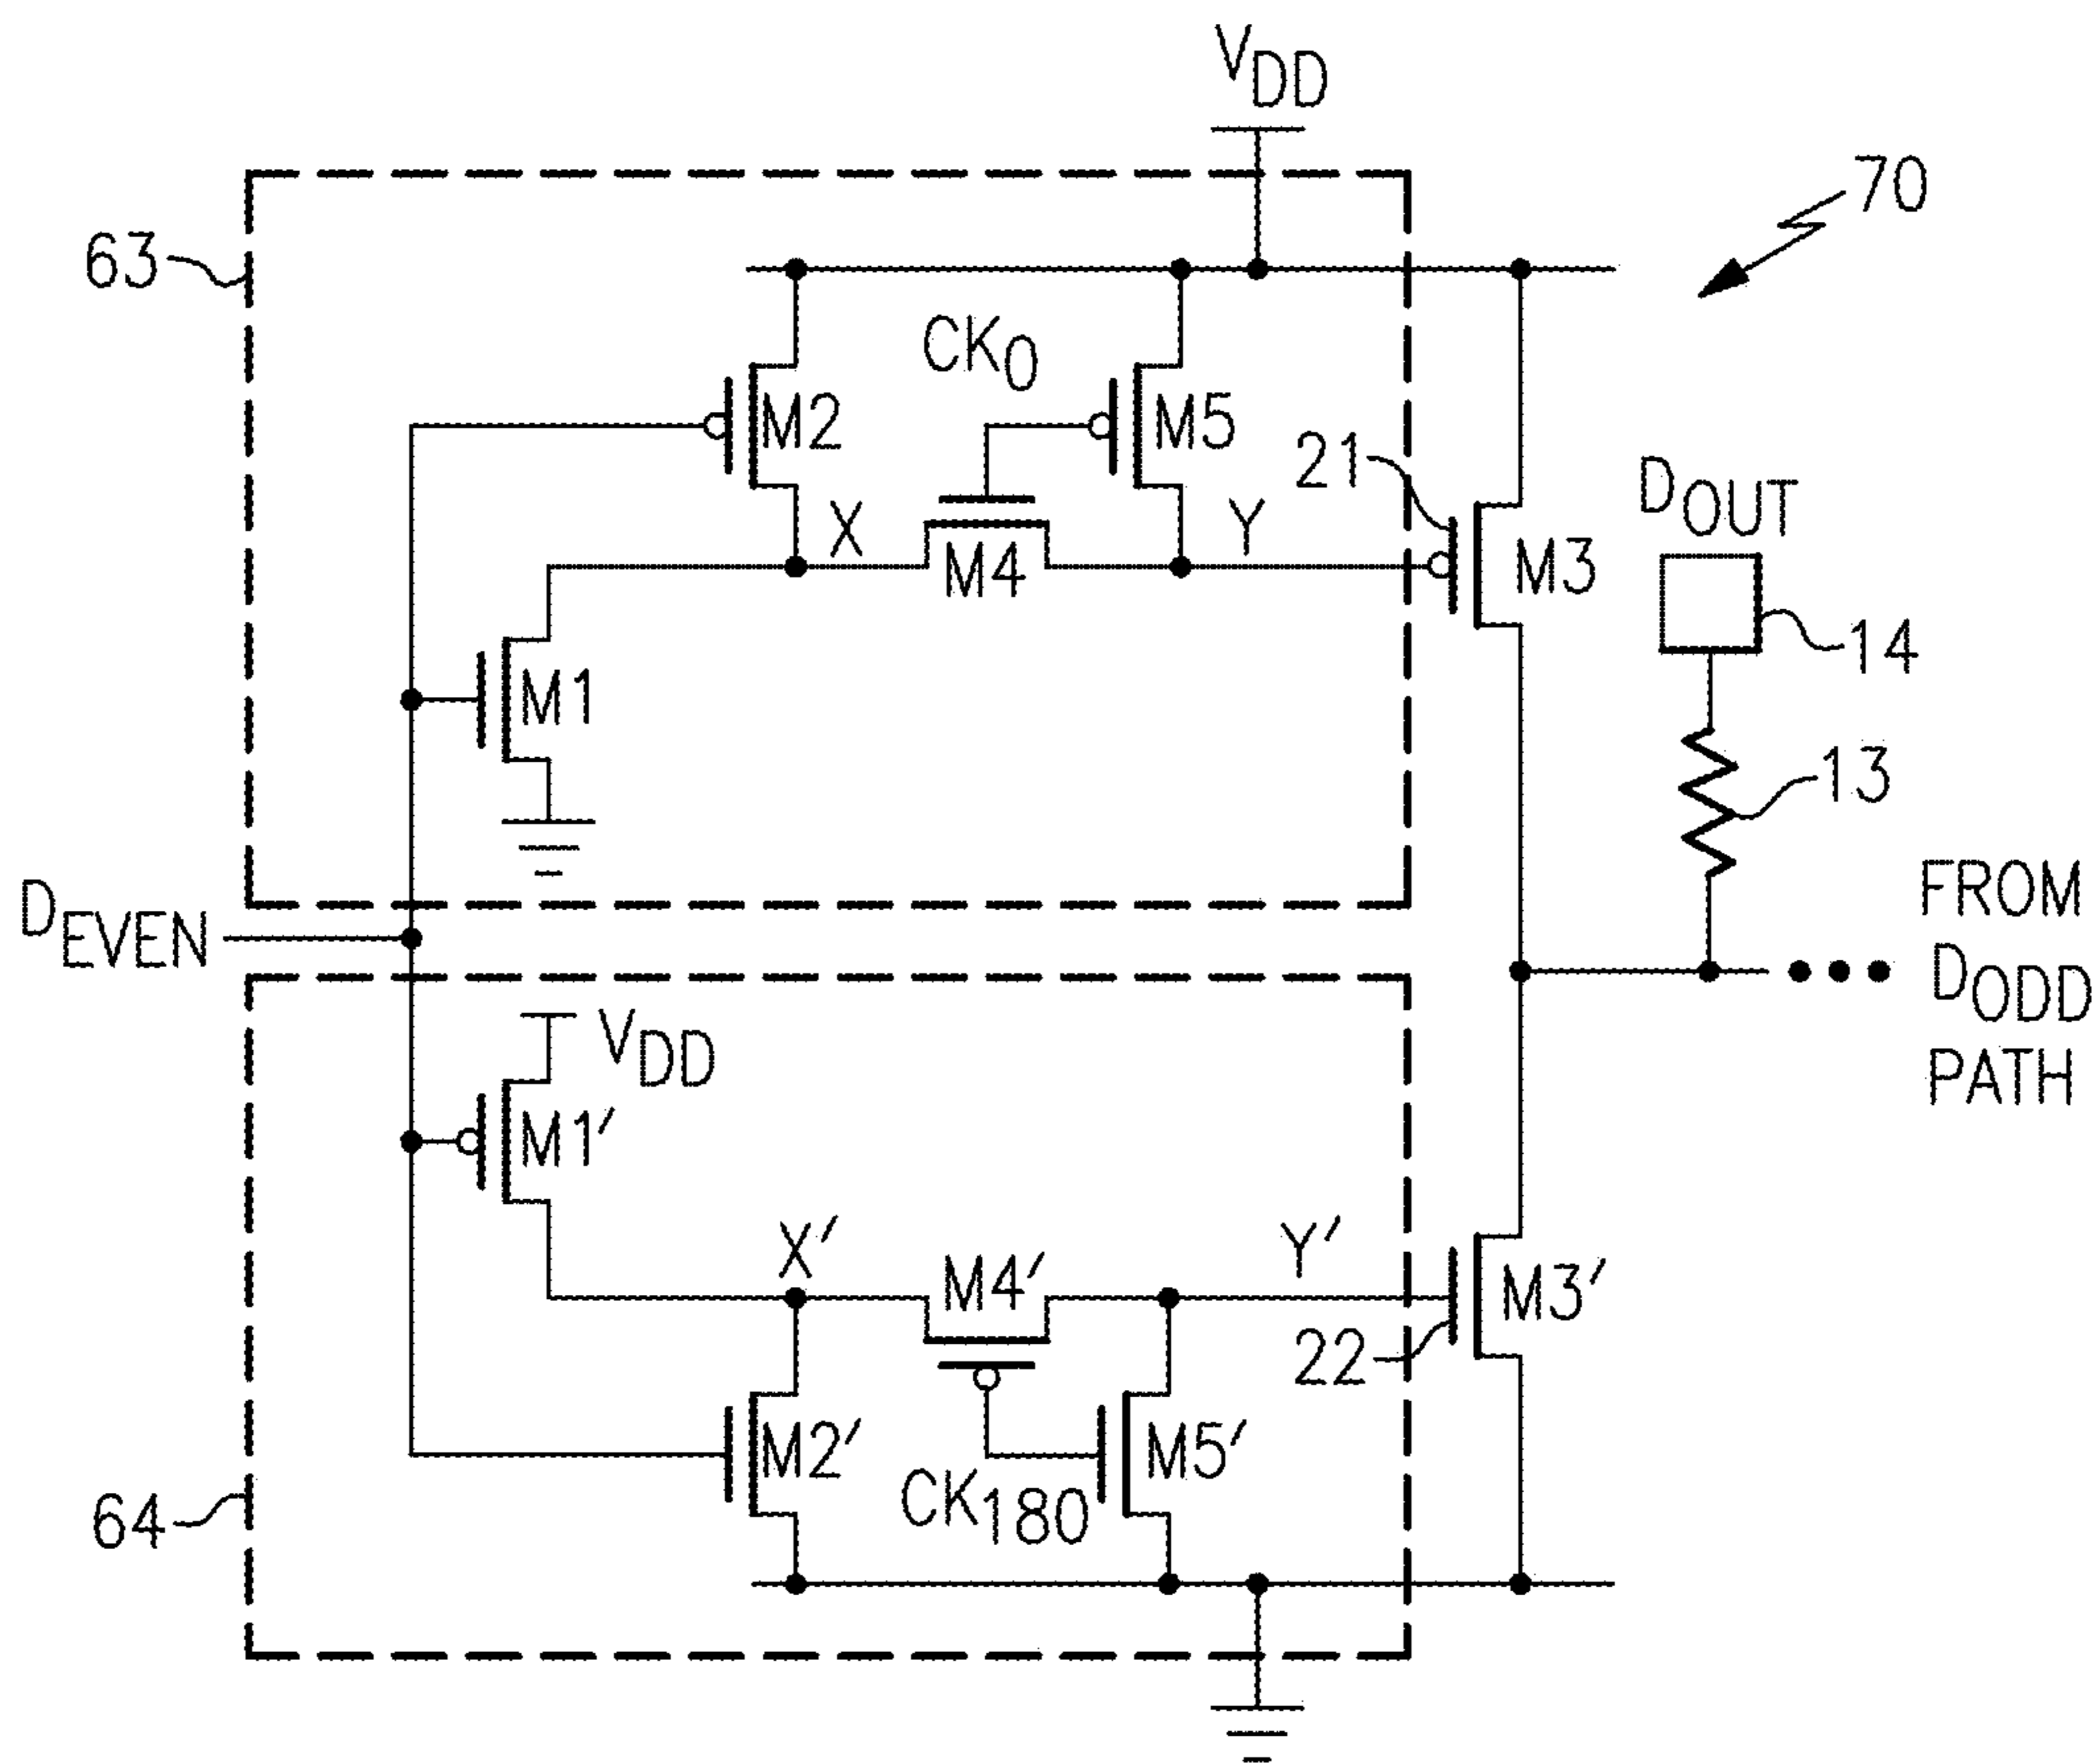 VDD
70
63
CK0
M2
M5
21
DOUT
X
Y
M4
M3
14
M1
13
DEVEN
FROM
DODD
PATH
VDD
M1'
X'
M4'
Y'
M3'
22
M2'
M5'
CK180
64